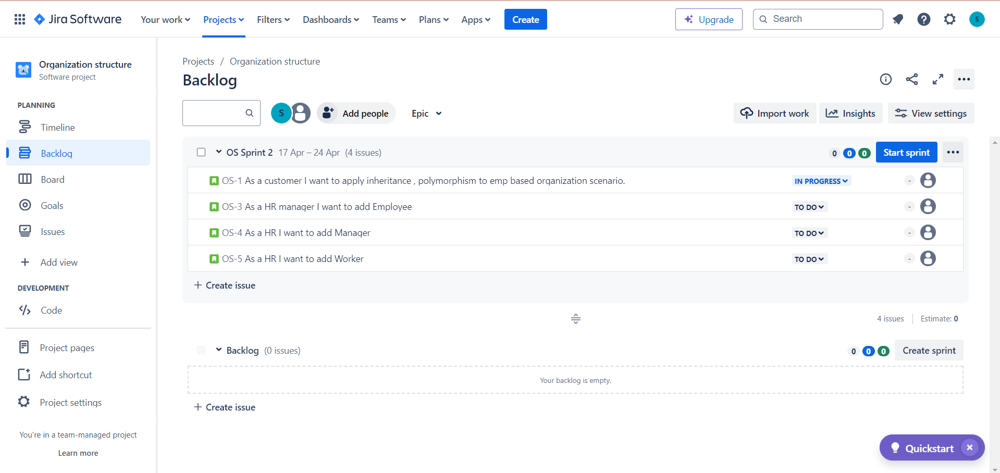 Jira Software Your work Projects Filters Dashboards Teams Plans Apps Create Upgrade Search S
Organization structure
Software project
PLANNING
Timeline
Backlog
Board
Goals
Issues
Add view
DEVELOPMENT
Code
Project pages
Add shortcut
Project settings
You're in a team-managed project
Learn more
Projects / Organization structure
Backlog
S Add people Epic Import work Insights View settings
OS Sprint 2 17 Apr – 24 Apr (4 issues) 0 0 0 Start sprint
OS-1 As a customer I want to apply inheritance , polymorphism to emp based organization scenario. IN PROGRESS -
OS-3 As a HR manager I want to add Employee TO DO -
OS-4 As a HR I want to add Manager TO DO -
OS-5 As a HR I want to add Worker TO DO -
Create issue
4 issues Estimate: 0
Backlog (0 issues) 0 0 0 Create sprint
Your backlog is empty.
Create issue
Quickstart